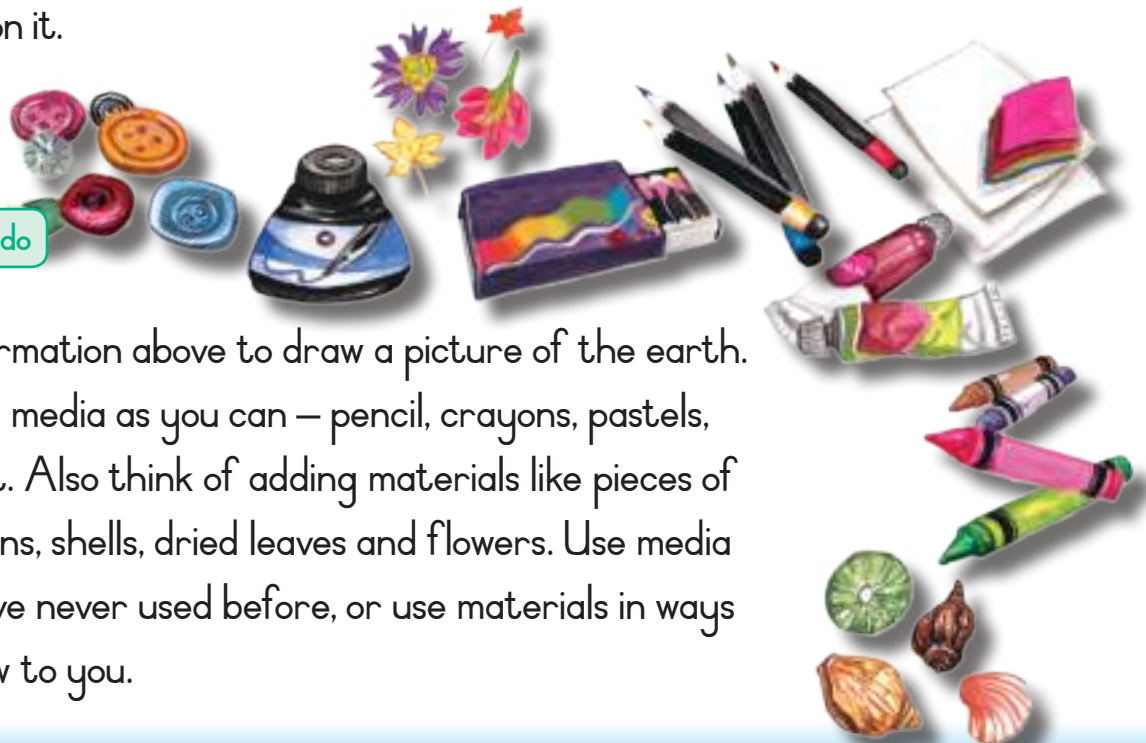 on it.
do
rmation above to draw a picture of the earth.
media as you can – pencil, crayons, pastels,
t. Also think of adding materials like pieces of
ns, shells, dried leaves and flowers. Use media
ve never used before, or use materials in ways
w to you.